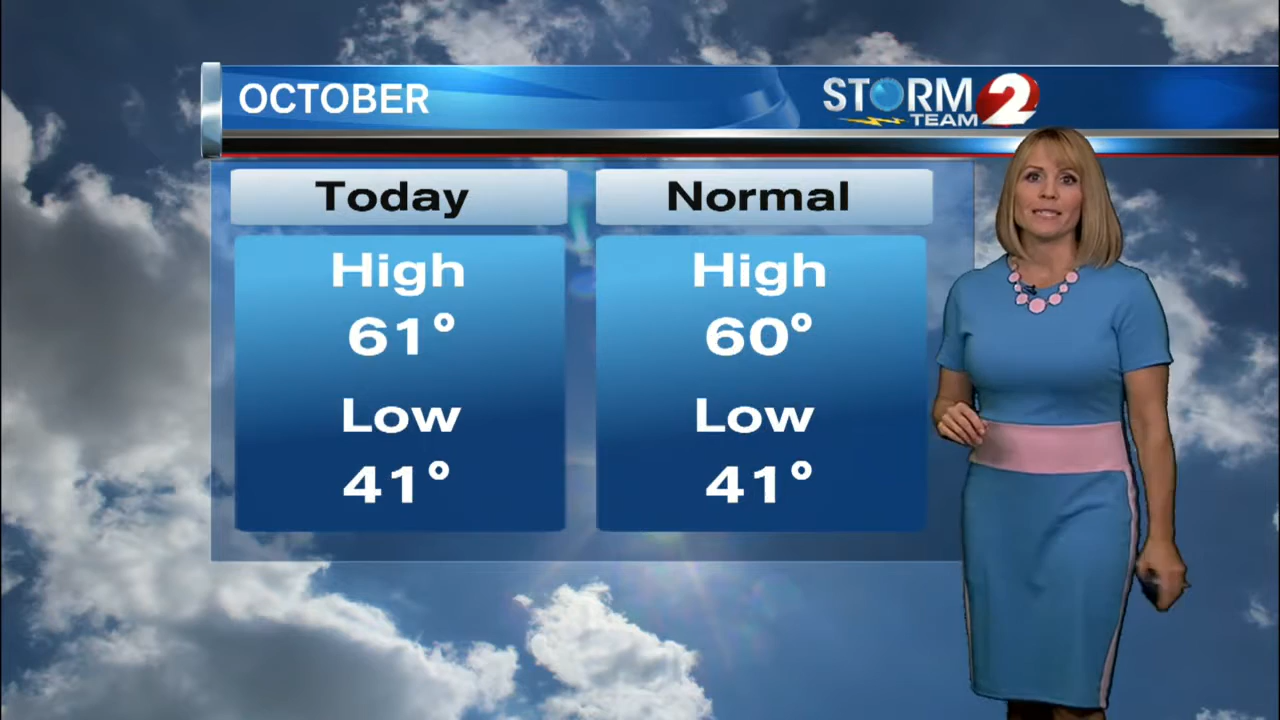 OCTOBER
STORM
TEAM 2
Today
High
61°
Low
41°
Normal
High
60°
Low
41°